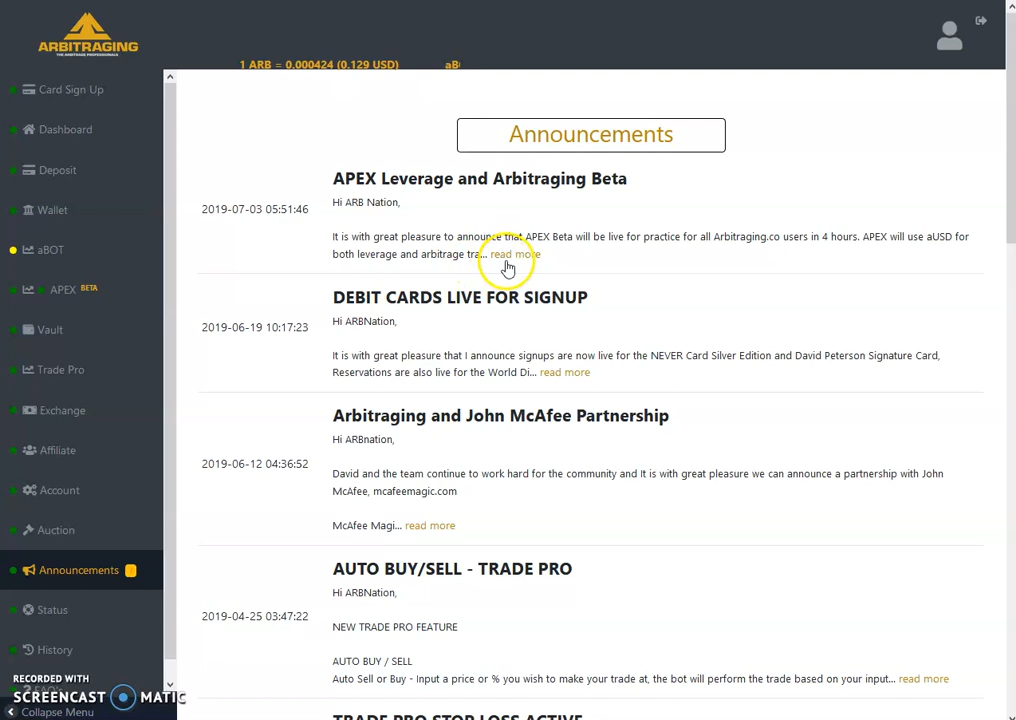 ARBITRAGING
THE ARBITRAGE PROFESSIONALS
1 ARB = 0.000424 (0.129 USD)
aB
Card Sign Up
Dashboard
Deposit
Wallet
aBOT
APEX BETA
Vault
Trade Pro
Exchange
Affiliate
Account
Auction
Announcements
Status
History
FAQ's
Collapse Menu
RECORDED WITH
SCREENCAST MATIC
Announcements
APEX Leverage and Arbitraging Beta
2019-07-03 05:51:46
Hi ARB Nation,
It is with great pleasure to announce that APEX Beta will be live for practice for all Arbitraging.co users in 4 hours. APEX will use aUSD for
both leverage and arbitrage tra... read more
DEBIT CARDS LIVE FOR SIGNUP
2019-06-19 10:17:23
Hi ARBNation,
It is with great pleasure that I announce signups are now live for the NEVER Card Silver Edition and David Peterson Signature Card,
Reservations are also live for the World Di... read more
Arbitraging and John McAfee Partnership
2019-06-12 04:36:52
Hi ARBnation,
David and the team continue to work hard for the community and It is with great pleasure we can announce a partnership with John
McAfee, mcafeemagic.com
McAfee Magi... read more
AUTO BUY/SELL - TRADE PRO
2019-04-25 03:47:22
Hi ARBNation,
NEW TRADE PRO FEATURE
AUTO BUY / SELL
Auto Sell or Buy - Input a price or % you wish to make your trade at, the bot will perform the trade based on your input... read more
TRADE PRO STOP LOSS ACTIVE